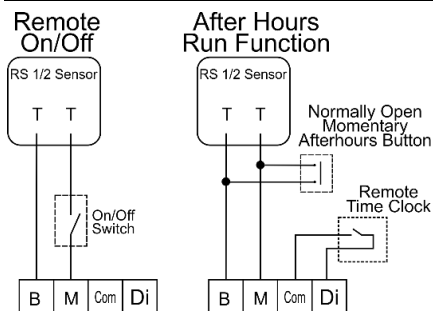 Remote
On/Off
RS 1/2 Sensor
T T
On/Off
Switch
B M Com Di
After Hours
Run Function
RS 1/2 Sensor
T T
Normally Open
Momentary
Afterhours Button
Remote
Time Clock
B M Com Di